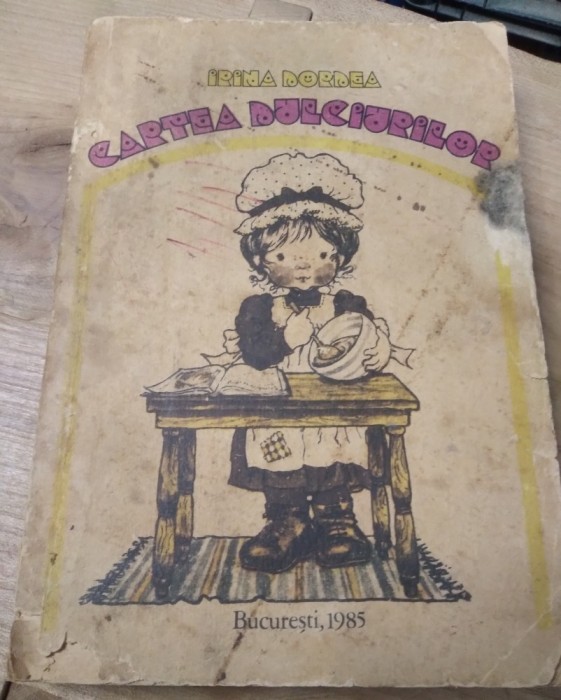 IRINA DORDEA
CARTEA DULCIURILOR
București, 1985